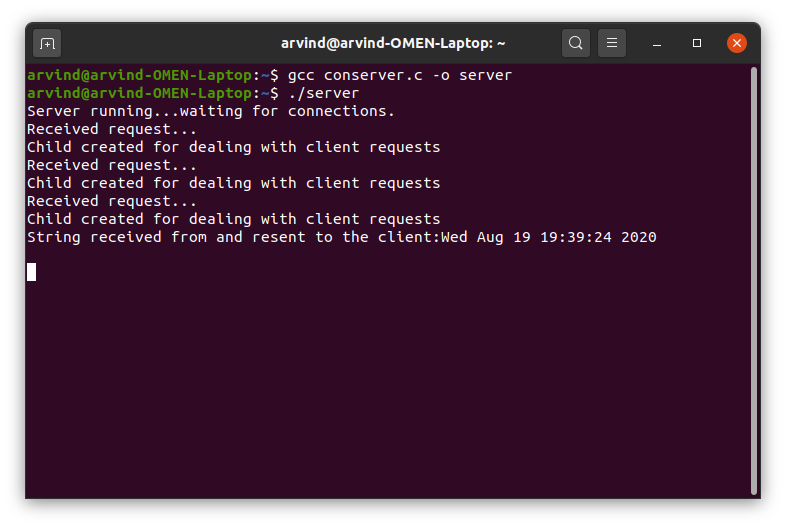 arvind@arvind-OMEN-Laptop: ~
arvind@arvind-OMEN-Laptop:~$ gcc conserver.c -o server
arvind@arvind-OMEN-Laptop:~$ ./server
Server running...waiting for connections.
Received request...
Child created for dealing with client requests
Received request...
Child created for dealing with client requests
Received request...
Child created for dealing with client requests
String received from and resent to the client:Wed Aug 19 19:39:24 2020